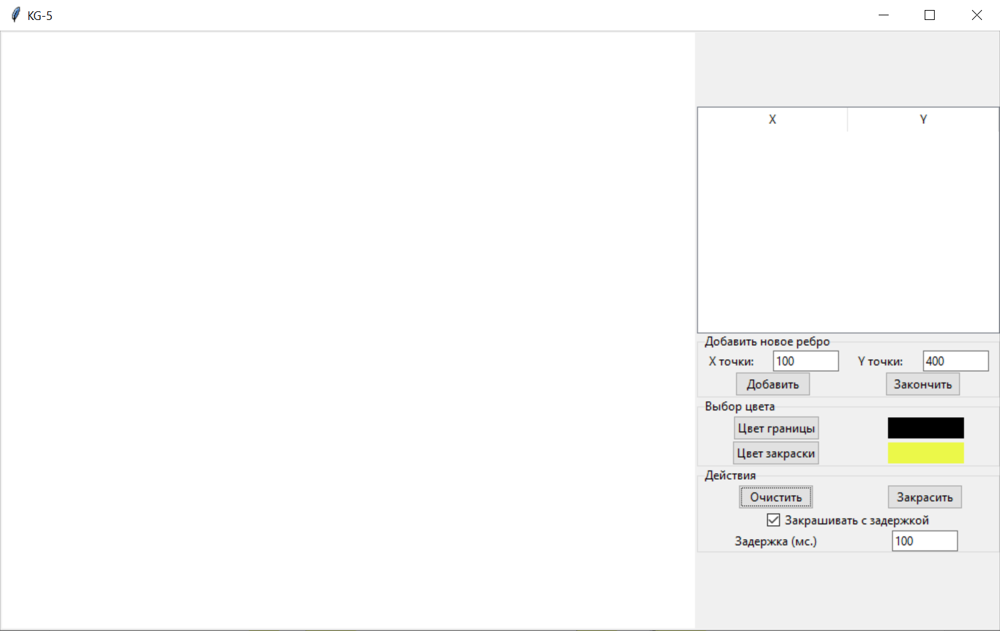 KG-5
X Y
Добавить новое ребро
X точки: 100 Y точки: 400
Добавить Закончить
Выбор цвета
Цвет границы
Цвет закраски
Действия
Очистить Закрасить
Закрашивать с задержкой
Задержка (мс.) 100